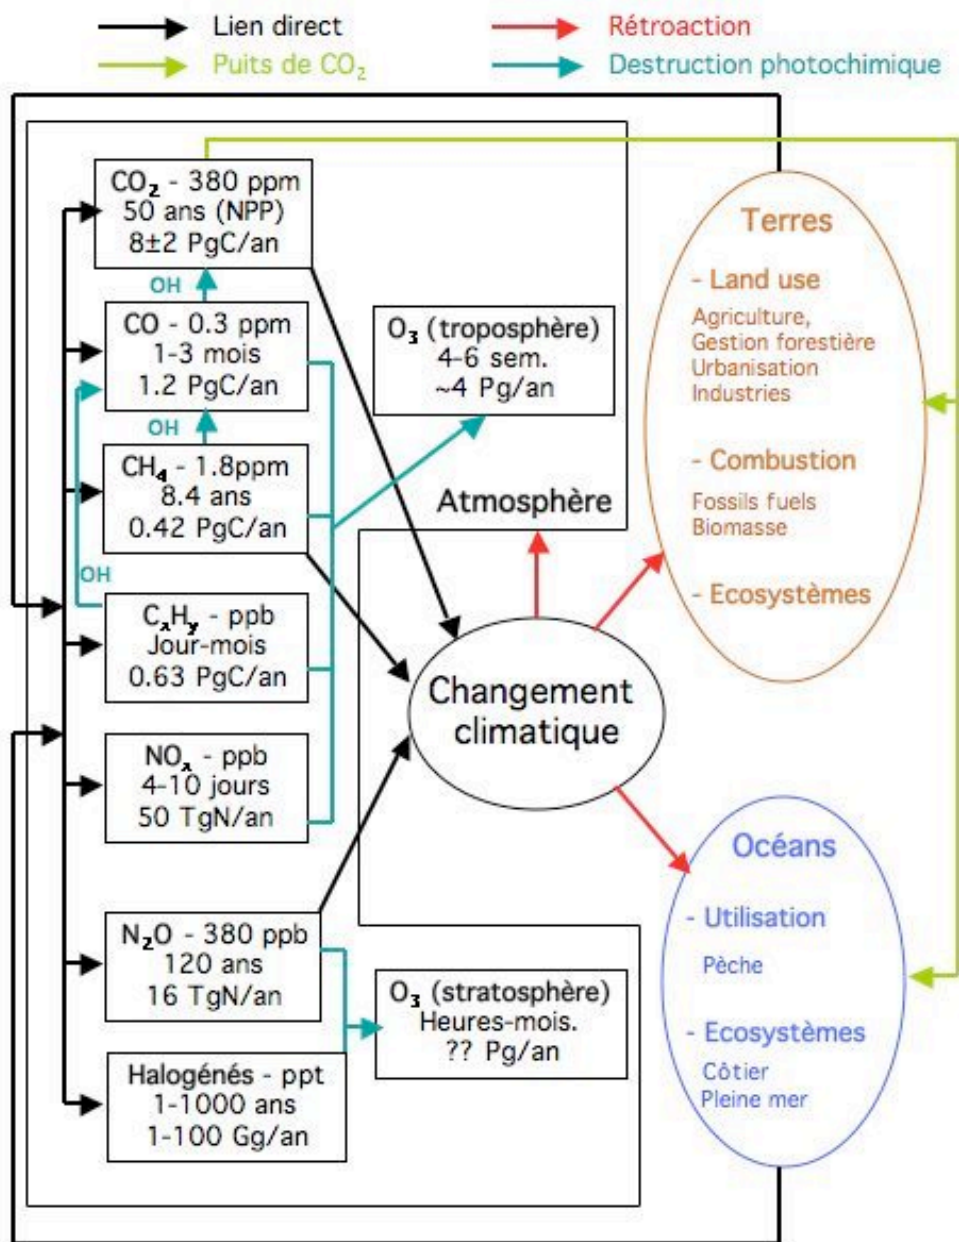 Lien direct
Rétroaction
Puits de CO₂
Destruction photochimique
CO₂ - 380 ppm
50 ans (NPP)
8±2 PgC/an
OH
CO - 0.3 ppm
1-3 mois
1.2 PgC/an
OH
CH₄ - 1.8ppm
8.4 ans
0.42 PgC/an
OH
CₓHᵧ - ppb
Jour-mois
0.63 PgC/an
NOₓ - ppb
4-10 jours
50 TgN/an
N₂O - 380 ppb
120 ans
16 TgN/an
Halogénés - ppt
1-1000 ans
1-100 Gg/an
O₃ (troposphère)
4-6 sem.
~4 Pg/an
Atmosphère
Changement
climatique
O₃ (stratosphère)
Heures-mois.
?? Pg/an
Terres
- Land use
Agriculture,
Gestion forestière
Urbanisation
Industries
- Combustion
Fossils fuels
Biomasse
- Ecosystèmes
Océans
- Utilisation
Pèche
- Ecosystèmes
Côtier
Pleine mer